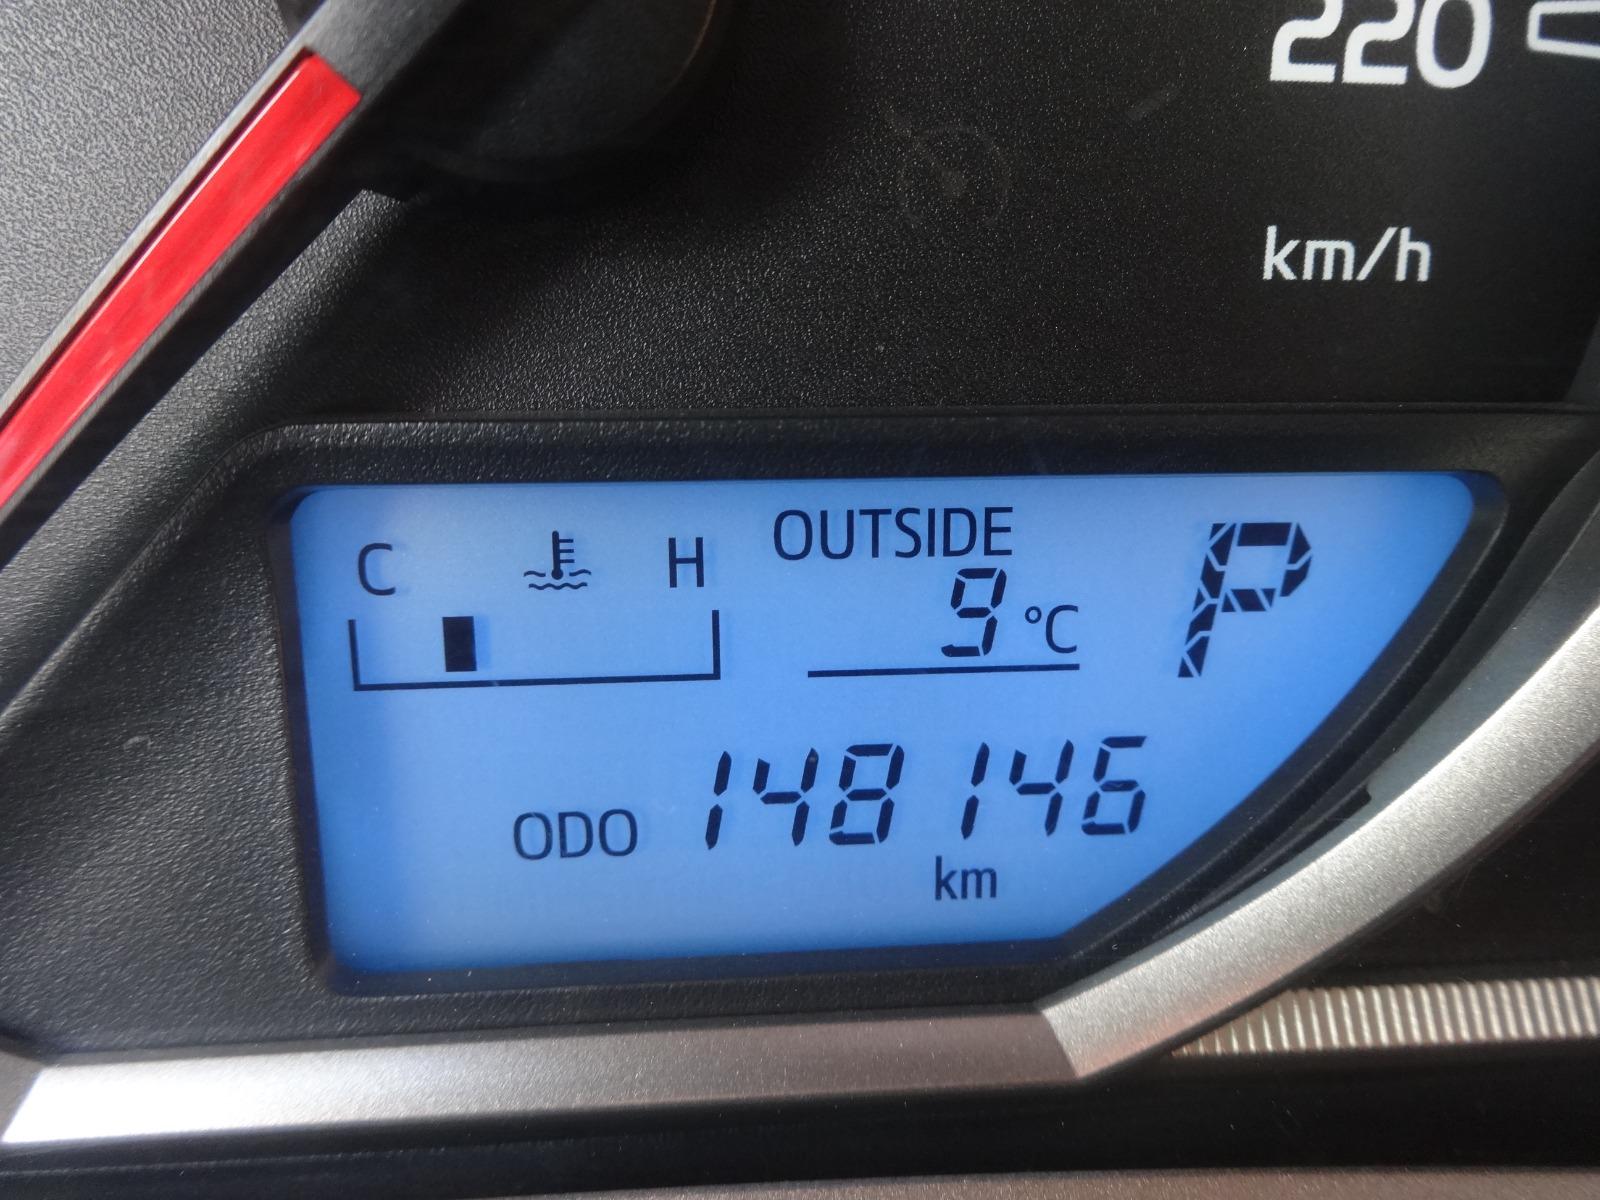 220
km/h
C H OUTSIDE
9 °C P
ODO 148146
km